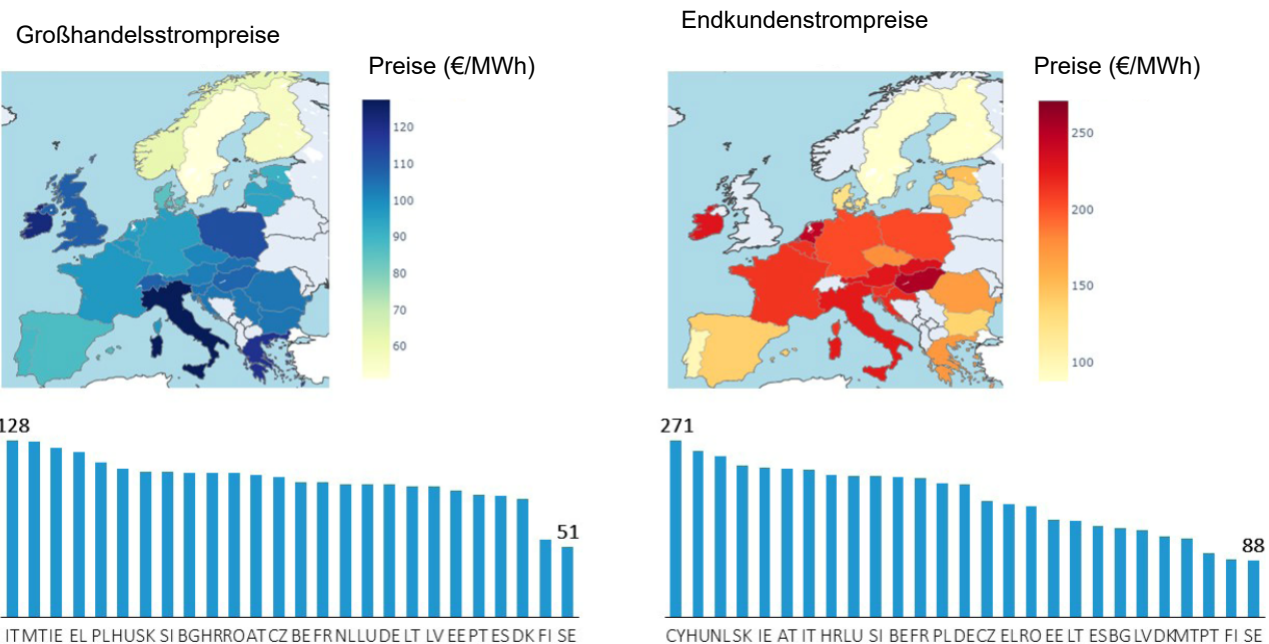 Großhandelsstrompreise
Preise (€/MWh)
120
110
100
90
80
70
60
128
51
IT MT IE EL PL HU SK SI BG HR RO AT CZ BE FR NL LU DE LT LV EE PT ES DK FI SE
Endkundenstrompreise
Preise (€/MWh)
250
200
150
100
271
88
CY HU NL SK IE AT IT HR LU SI BE FR PL DE CZ EL RO EE LT ES BG LV DK MT PT FI SE